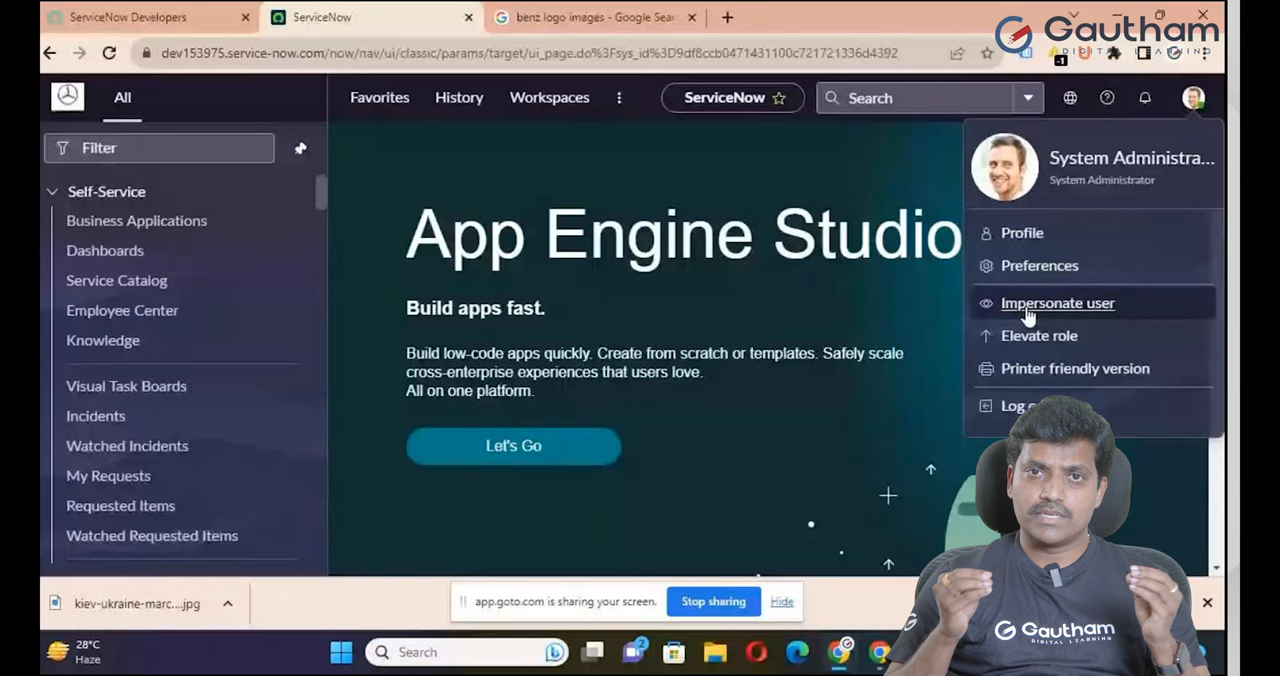 ServiceNow Developers
ServiceNow
benz logo images - Google Sear
Gautham
DIGITAL LEARNING
dev153975.service-now.com/now/nav/ui/classic/params/target/ui_page.do%3Fsys_id%3D9df8ccb0471431100c721721336d4392
-1
All
Favorites
History
Workspaces
ServiceNow
Search
Filter
System Administra...
System Administrator
Self-Service
Business Applications
Dashboards
Service Catalog
Employee Center
Knowledge
Visual Task Boards
Incidents
Watched Incidents
My Requests
Requested Items
Watched Requested Items
App Engine Studio
Build apps fast.
Build low-code apps quickly. Create from scratch or templates. Safely scale
cross-enterprise experiences that users love.
All on one platform.
Let's Go
Profile
Preferences
Impersonate user
Elevate role
Printer friendly version
Log
kiev-ukraine-marc....jpg
app.goto.com is sharing your screen.
Stop sharing
Hide
Gautham
DIGITAL LEARNING
28°C
Haze
Search
2